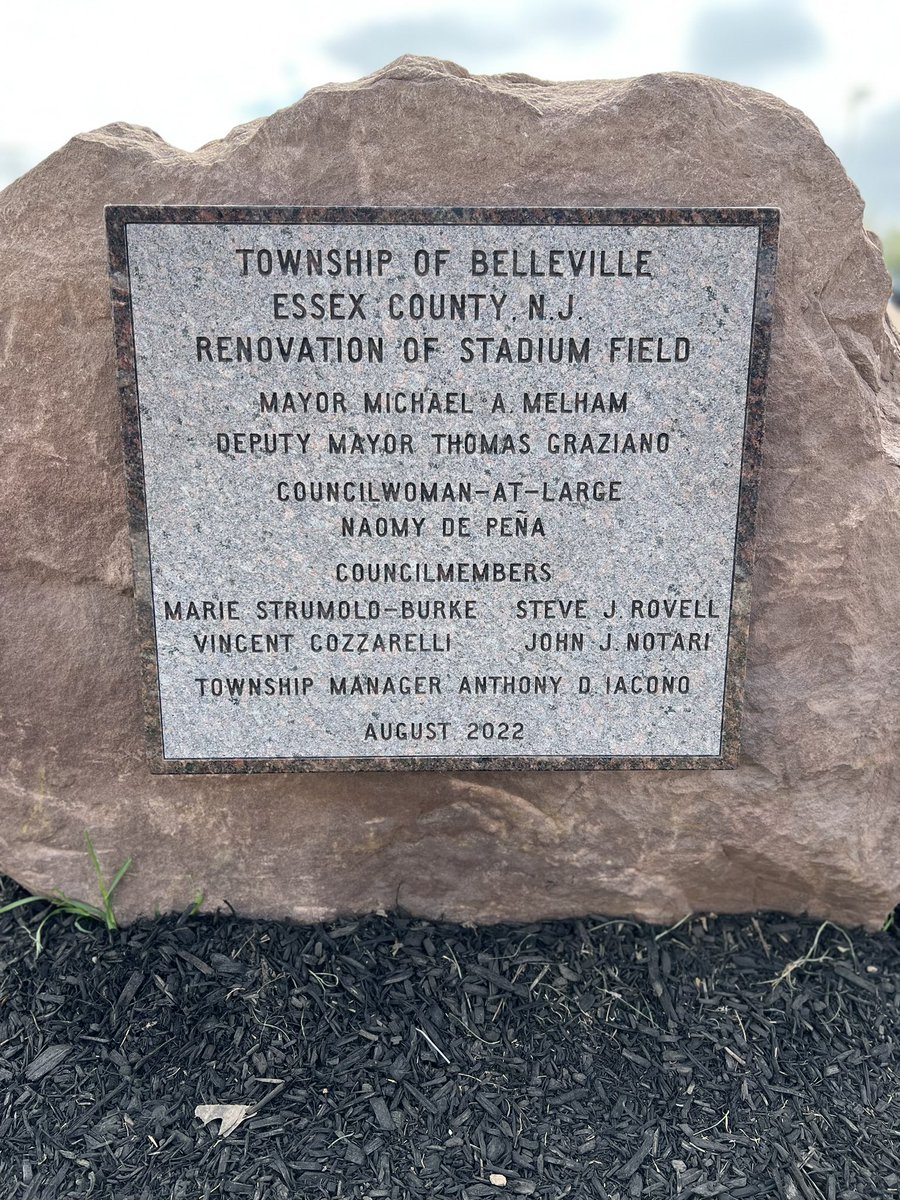 TOWNSHIP OF BELLEVILLE
ESSEX COUNTY, N.J.
RENOVATION OF STADIUM FIELD
MAYOR MICHAEL A. MELHAM
DEPUTY MAYOR THOMAS GRAZIANO
COUNCILWOMAN-AT-LARGE
NAOMY DE PEÑA
COUNCILMEMBERS
MARIE STRUMOLO-BURKE STEVE J. ROVELL
VINCENT COZZARELLI JOHN J. NOTARI
TOWNSHIP MANAGER ANTHONY D. IACONO
AUGUST 2022